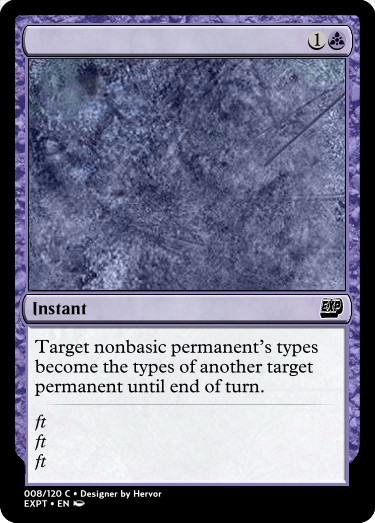 1
Instant
EXP
Target nonbasic permanent's types
become the types of another target
permanent until end of turn.
ft
ft
ft
008/120 C • Designer by Hervor
EXPT • EN